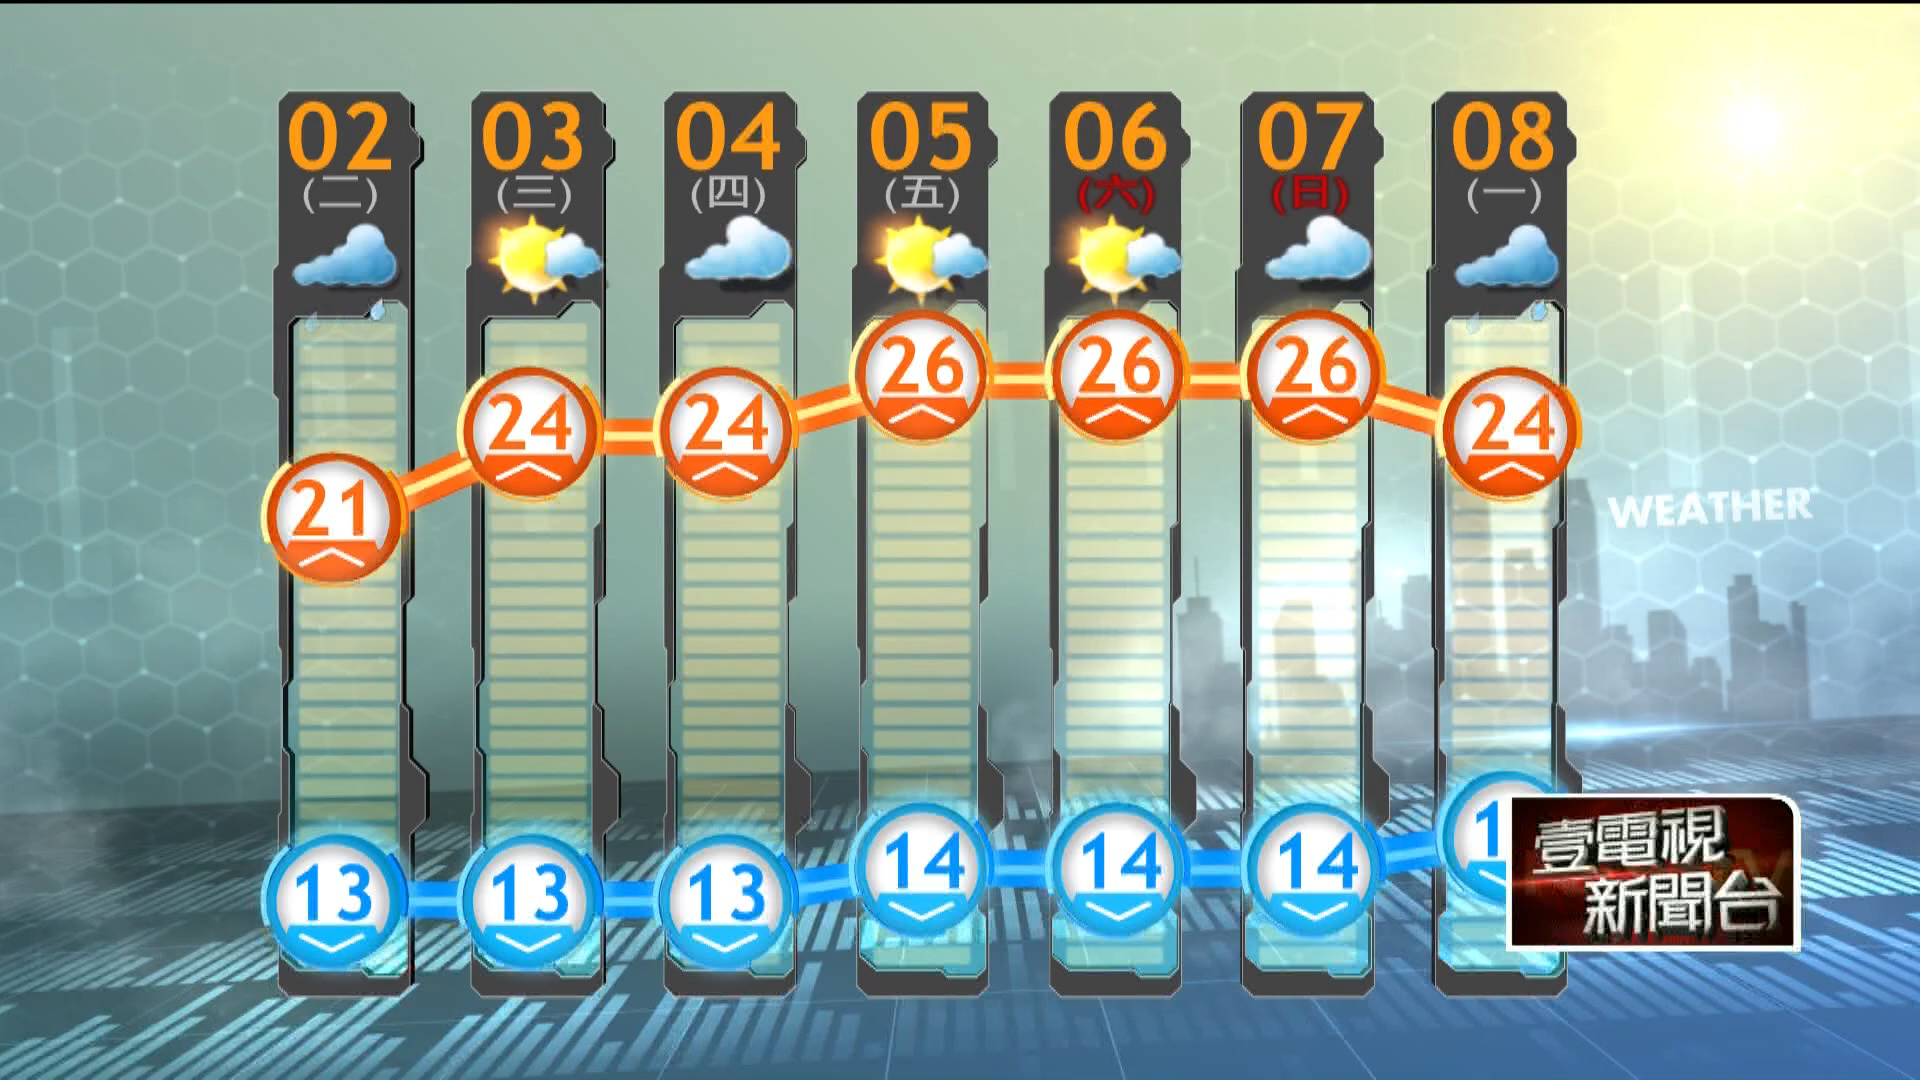 02 03 04 05 06 07 08
(二) (三) (四) (五) (六) (日) (一)
21 24 24 26 26 26 24
WEATHER
13 13 13 14 14 14
壹電視
新聞台